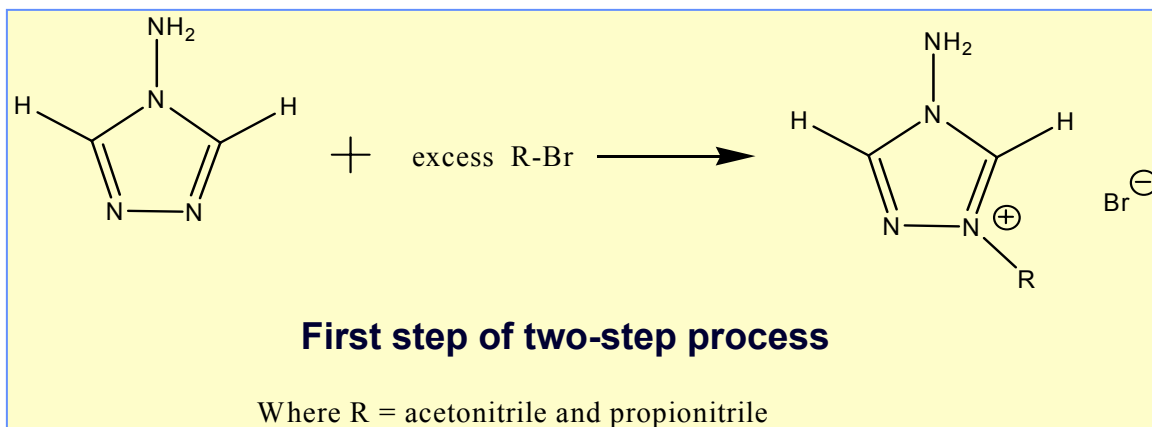 NH2 NH2
H N H H N H
+ excess R-Br Br ⊖
N N N N ⊕
R
First step of two-step process
Where R = acetonitrile and propionitrile